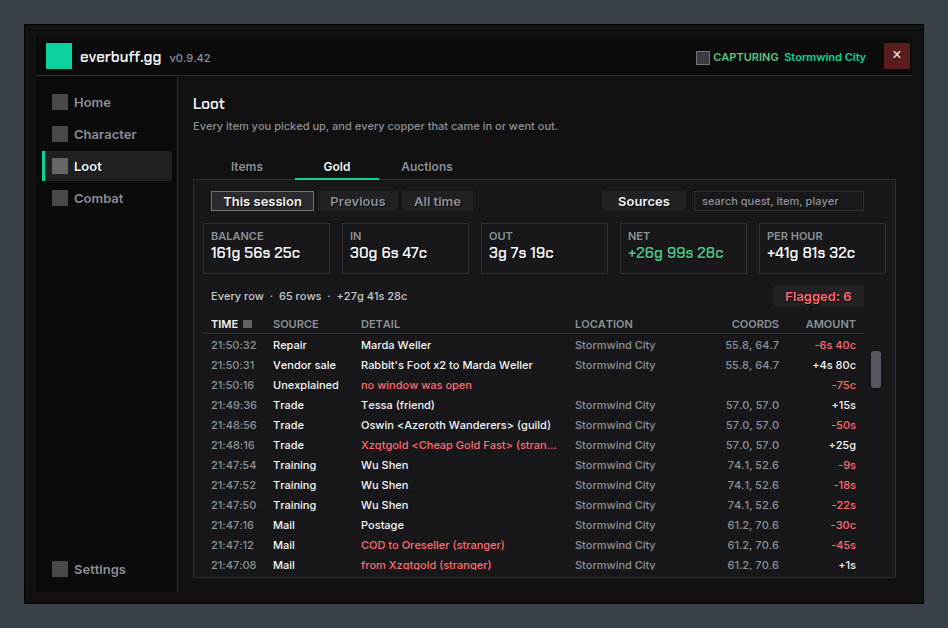 everbuff.gg v0.9.42 CAPTURING Stormwind City ×
Home
Character
Loot
Combat
Settings
Loot
Every item you picked up, and every copper that came in or went out.
Items Gold Auctions
This session Previous All time Sources search quest, item, player
BALANCE IN OUT NET PER HOUR
161g 56s 25c 30g 6s 47c 3g 7s 19c +26g 99s 28c +41g 81s 32c
Every row · 65 rows · +27g 41s 28c Flagged: 6
TIME SOURCE DETAIL LOCATION COORDS AMOUNT
21:50:32 Repair Marda Weller Stormwind City 55.8, 64.7 -6s 40c
21:50:31 Vendor sale Rabbit's Foot x2 to Marda Weller Stormwind City 55.8, 64.7 +4s 80c
21:50:16 Unexplained no window was open -75c
21:49:36 Trade Tessa (friend) Stormwind City 57.0, 57.0 +15s
21:48:56 Trade Oswin <Azeroth Wanderers> (guild) Stormwind City 57.0, 57.0 -50s
21:48:16 Trade Xzqtgold <Cheap Gold Fast> (stran... Stormwind City 57.0, 57.0 +25g
21:47:54 Training Wu Shen Stormwind City 74.1, 52.6 -9s
21:47:52 Training Wu Shen Stormwind City 74.1, 52.6 -18s
21:47:50 Training Wu Shen Stormwind City 74.1, 52.6 -22s
21:47:16 Mail Postage Stormwind City 61.2, 70.6 -30c
21:47:12 Mail COD to Oreseller (stranger) Stormwind City 61.2, 70.6 -45s
21:47:08 Mail from Xzqtgold (stranger) Stormwind City 61.2, 70.6 +1s